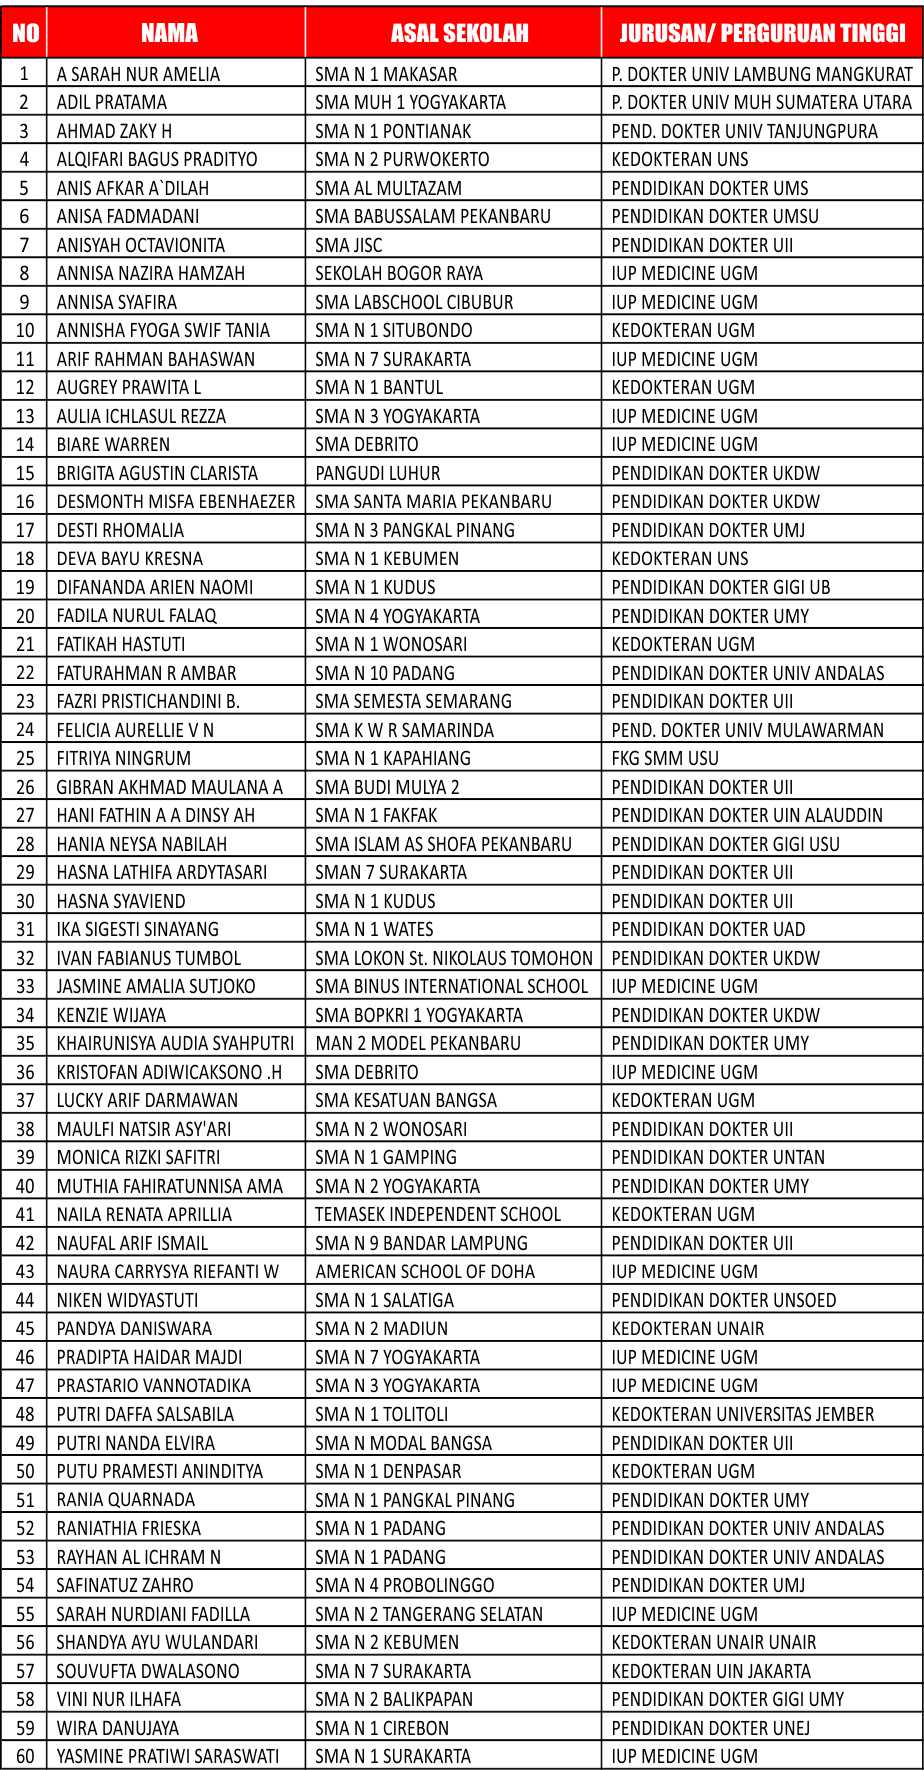 NO NAMA ASAL SEKOLAH JURUSAN/ PERGURUAN TINGGI
1 A SARAH NUR AMELIA SMA N 1 MAKASAR P. DOKTER UNIV LAMBUNG MANGKURAT
2 ADIL PRATAMA SMA MUH 1 YOGYAKARTA P. DOKTER UNIV MUH SUMATERA UTARA
3 AHMAD ZAKY H SMA N 1 PONTIANAK PEND. DOKTER UNIV TANJUNGPURA
4 ALQIFARI BAGUS PRADITYO SMA N 2 PURWOKERTO KEDOKTERAN UNS
5 ANIS AFKAR A`DILAH SMA AL MULTAZAM PENDIDIKAN DOKTER UMS
6 ANISA FADMADANI SMA BABUSSALAM PEKANBARU PENDIDIKAN DOKTER UMSU
7 ANISYAH OCTAVIONITA SMA JISC PENDIDIKAN DOKTER UII
8 ANNISA NAZIRA HAMZAH SEKOLAH BOGOR RAYA IUP MEDICINE UGM
9 ANNISA SYAFIRA SMA LABSCHOOL CIBUBUR IUP MEDICINE UGM
10 ANNISHA FYOGA SWIF TANIA SMA N 1 SITUBONDO KEDOKTERAN UGM
11 ARIF RAHMAN BAHASWAN SMA N 7 SURAKARTA IUP MEDICINE UGM
12 AUGREY PRAWITA L SMA N 1 BANTUL KEDOKTERAN UGM
13 AULIA ICHLASUL REZZA SMA N 3 YOGYAKARTA IUP MEDICINE UGM
14 BIARE WARREN SMA DEBRITO IUP MEDICINE UGM
15 BRIGITA AGUSTIN CLARISTA PANGUDI LUHUR PENDIDIKAN DOKTER UKDW
16 DESMONTH MISFA EBENHAEZER SMA SANTA MARIA PEKANBARU PENDIDIKAN DOKTER UKDW
17 DESTI RHOMALIA SMA N 3 PANGKAL PINANG PENDIDIKAN DOKTER UMJ
18 DEVA BAYU KRESNA SMA N 1 KEBUMEN KEDOKTERAN UNS
19 DIFANANDA ARIEN NAOMI SMA N 1 KUDUS PENDIDIKAN DOKTER GIGI UB
20 FADILA NURUL FALAQ SMA N 4 YOGYAKARTA PENDIDIKAN DOKTER UMY
21 FATIKAH HASTUTI SMA N 1 WONOSARI KEDOKTERAN UGM
22 FATURAHMAN R AMBAR SMA N 10 PADANG PENDIDIKAN DOKTER UNIV ANDALAS
23 FAZRI PRISTICHANDINI B. SMA SEMESTA SEMARANG PENDIDIKAN DOKTER UII
24 FELICIA AURELLIE V N SMA K W R SAMARINDA PEND. DOKTER UNIV MULAWARMAN
25 FITRIYA NINGRUM SMA N 1 KAPAHIANG FKG SMM USU
26 GIBRAN AKHMAD MAULANA A SMA BUDI MULYA 2 PENDIDIKAN DOKTER UII
27 HANI FATHIN A A DINSY AH SMA N 1 FAKFAK PENDIDIKAN DOKTER UIN ALAUDDIN
28 HANIA NEYSA NABILAH SMA ISLAM AS SHOFA PEKANBARU PENDIDIKAN DOKTER GIGI USU
29 HASNA LATHIFA ARDYTASARI SMAN 7 SURAKARTA PENDIDIKAN DOKTER UII
30 HASNA SYAVIEND SMA N 1 KUDUS PENDIDIKAN DOKTER UII
31 IKA SIGESTI SINAYANG SMA N 1 WATES PENDIDIKAN DOKTER UAD
32 IVAN FABIANUS TUMBOL SMA LOKON St. NIKOLAUS TOMOHON PENDIDIKAN DOKTER UKDW
33 JASMINE AMALIA SUTJOKO SMA BINUS INTERNATIONAL SCHOOL IUP MEDICINE UGM
34 KENZIE WIJAYA SMA BOPKRI 1 YOGYAKARTA PENDIDIKAN DOKTER UKDW
35 KHAIRUNISYA AUDIA SYAHPUTRI MAN 2 MODEL PEKANBARU PENDIDIKAN DOKTER UMY
36 KRISTOFAN ADIWICAKSONO .H SMA DEBRITO IUP MEDICINE UGM
37 LUCKY ARIF DARMAWAN SMA KESATUAN BANGSA KEDOKTERAN UGM
38 MAULFI NATSIR ASY'ARI SMA N 2 WONOSARI PENDIDIKAN DOKTER UII
39 MONICA RIZKI SAFITRI SMA N 1 GAMPING PENDIDIKAN DOKTER UNTAN
40 MUTHIA FAHIRATUNNISA AMA SMA N 2 YOGYAKARTA PENDIDIKAN DOKTER UMY
41 NAILA RENATA APRILLIA TEMASEK INDEPENDENT SCHOOL KEDOKTERAN UGM
42 NAUFAL ARIF ISMAIL SMA N 9 BANDAR LAMPUNG PENDIDIKAN DOKTER UII
43 NAURA CARRYSYA RIEFANTI W AMERICAN SCHOOL OF DOHA IUP MEDICINE UGM
44 NIKEN WIDYASTUTI SMA N 1 SALATIGA PENDIDIKAN DOKTER UNSOED
45 PANDYA DANISWARA SMA N 2 MADIUN KEDOKTERAN UNAIR
46 PRADIPTA HAIDAR MAJDI SMA N 7 YOGYAKARTA IUP MEDICINE UGM
47 PRASTARIO VANNOTADIKA SMA N 3 YOGYAKARTA IUP MEDICINE UGM
48 PUTRI DAFFA SALSABILA SMA N 1 TOLITOLI KEDOKTERAN UNIVERSITAS JEMBER
49 PUTRI NANDA ELVIRA SMA N MODAL BANGSA PENDIDIKAN DOKTER UII
50 PUTU PRAMESTI ANINDITYA SMA N 1 DENPASAR KEDOKTERAN UGM
51 RANIA QUARNADA SMA N 1 PANGKAL PINANG PENDIDIKAN DOKTER UMY
52 RANIATHIA FRIESKA SMA N 1 PADANG PENDIDIKAN DOKTER UNIV ANDALAS
53 RAYHAN AL ICHRAM N SMA N 1 PADANG PENDIDIKAN DOKTER UNIV ANDALAS
54 SAFINATUZ ZAHRO SMA N 4 PROBOLINGGO PENDIDIKAN DOKTER UMJ
55 SARAH NURDIANI FADILLA SMA N 2 TANGERANG SELATAN IUP MEDICINE UGM
56 SHANDYA AYU WULANDARI SMA N 2 KEBUMEN KEDOKTERAN UNAIR UNAIR
57 SOUVUFTA DWALASONO SMA N 7 SURAKARTA KEDOKTERAN UIN JAKARTA
58 VINI NUR ILHAFA SMA N 2 BALIKPAPAN PENDIDIKAN DOKTER GIGI UMY
59 WIRA DANUJAYA SMA N 1 CIREBON PENDIDIKAN DOKTER UNEJ
60 YASMINE PRATIWI SARASWATI SMA N 1 SURAKARTA IUP MEDICINE UGM